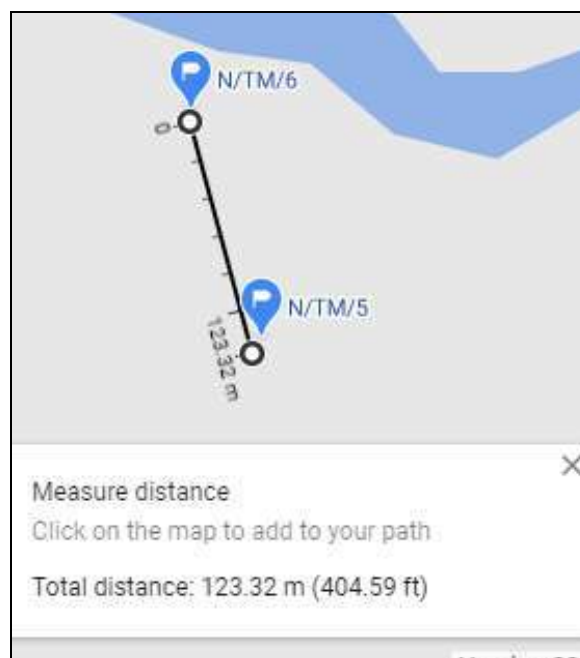 N/TM/6
0
N/TM/5
123.32 m
Measure distance
Click on the map to add to your path
Total distance: 123.32 m (404.59 ft)